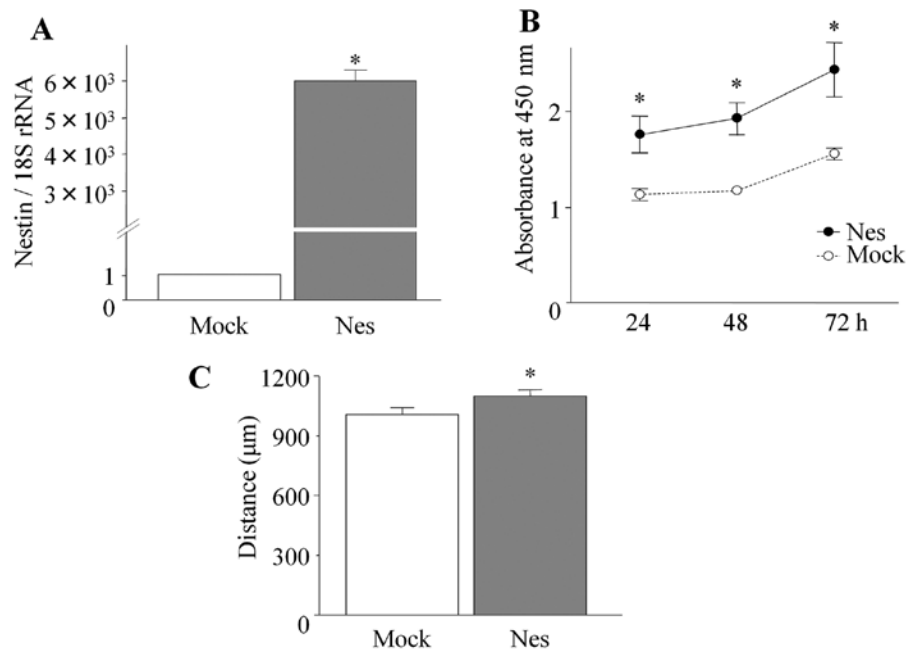 A
Nestin / 18S rRNA
*
6 × 10³
5 × 10³
4 × 10³
3 × 10³
1
0
Mock
Nes
B
Absorbance at 450 nm
2
1
0
*
*
*
Nes
Mock
24
48
72 h
C
Distance (μm)
1200
900
600
300
0
*
Mock
Nes